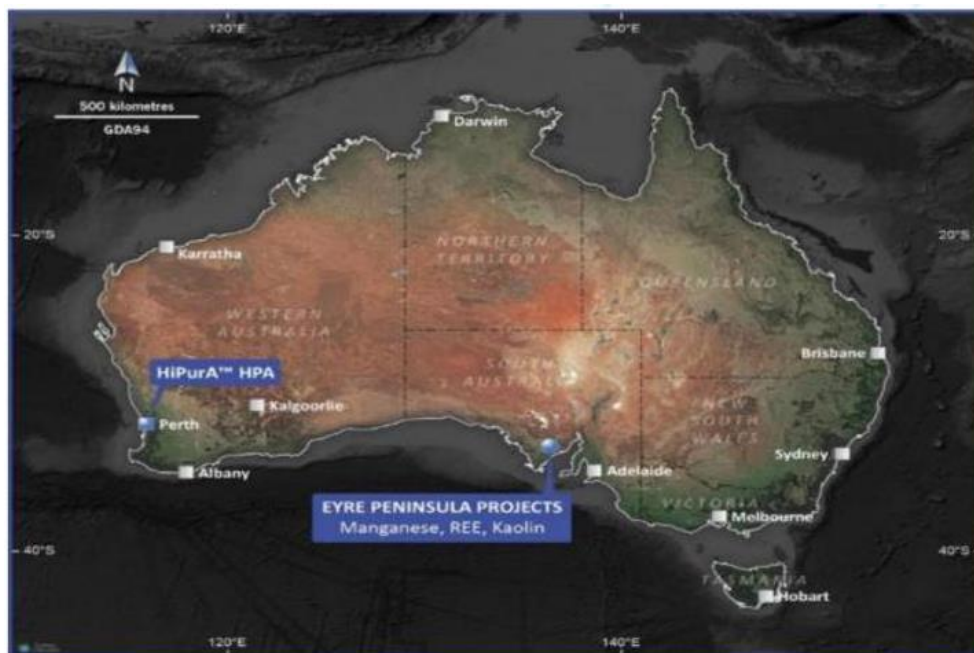 120°E
140°E
N
500 kilometres
GDA94
Darwin
20°S
20°S
Karratha
NORTHERN
TERRITORY
QUEENSLAND
WESTERN
AUSTRALIA
Brisbane
HiPurA™ HPA
SOUTH
AUSTRALIA
Kalgoorlie
NEW
SOUTH
WALES
Perth
Sydney
Albany
Adelaide
EYRE PENINSULA PROJECTS
Manganese, REE, Kaolin
VICTORIA
Melbourne
40°S
40°S
TASMANIA
Hobart
120°E
140°E